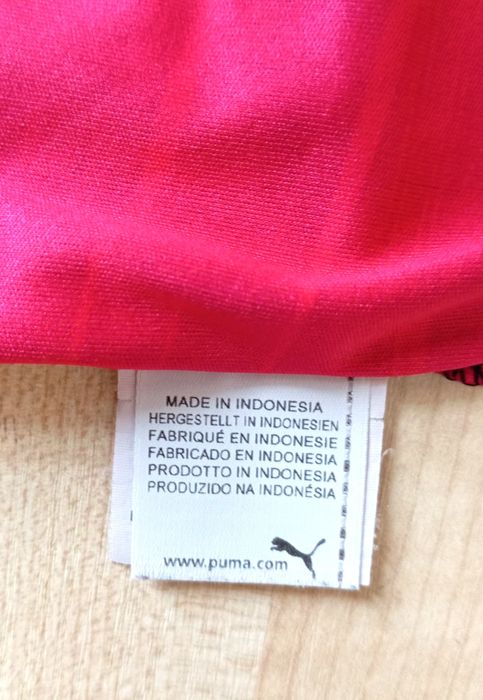 MADE IN INDONESIA
HERGESTELLT IN INDONESIEN
FABRIQUÉ EN INDONESIE
FABRICADO EN INDONESIA
PRODOTTO IN INDONESIA
PRODUZIDO NA INDONÉSIA
www.puma.com